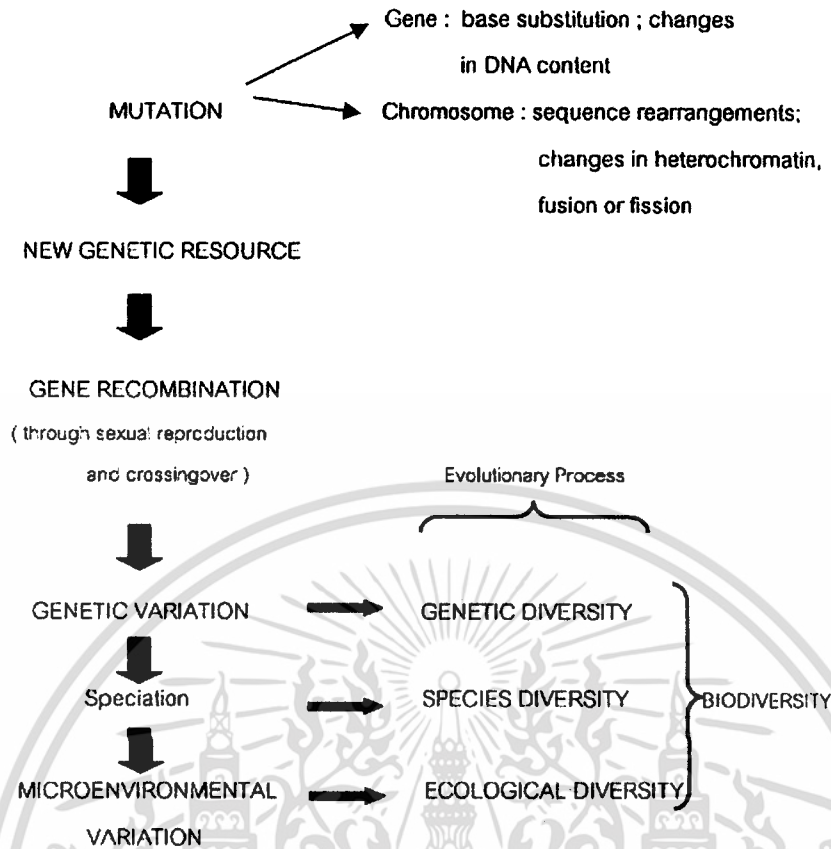 Gene : base substitution ; changes
in DNA content
MUTATION
Chromosome : sequence rearrangements;
changes in heterochromatin,
fusion or fission
NEW GENETIC RESOURCE
GENE RECOMBINATION
( through sexual reproduction
and crossingover )
Evolutionary Process
GENETIC VARIATION
GENETIC DIVERSITY
Speciation
SPECIES DIVERSITY
BIODIVERSITY
MICROENVIRONMENTAL
ECOLOGICAL DIVERSITY
VARIATION